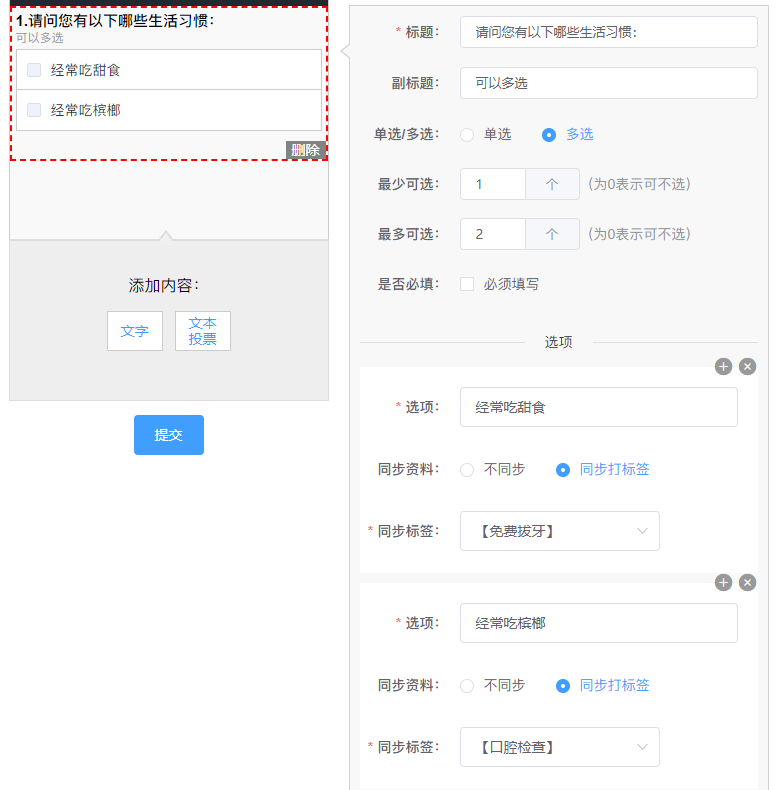 1.请问您有以下哪些生活习惯：
可以多选
经常吃甜食
经常吃槟榔
删除
添加内容：
文字
文本
投票
提交
* 标题： 请问您有以下哪些生活习惯：
副标题： 可以多选
单选/多选： 单选 多选
最少可选： 1 个 (为0表示可不选)
最多可选： 2 个 (为0表示可不选)
是否必填： 必须填写
选项
* 选项： 经常吃甜食
同步资料： 不同步 同步打标签
* 同步标签： 【免费拔牙】
* 选项： 经常吃槟榔
同步资料： 不同步 同步打标签
* 同步标签： 【口腔检查】